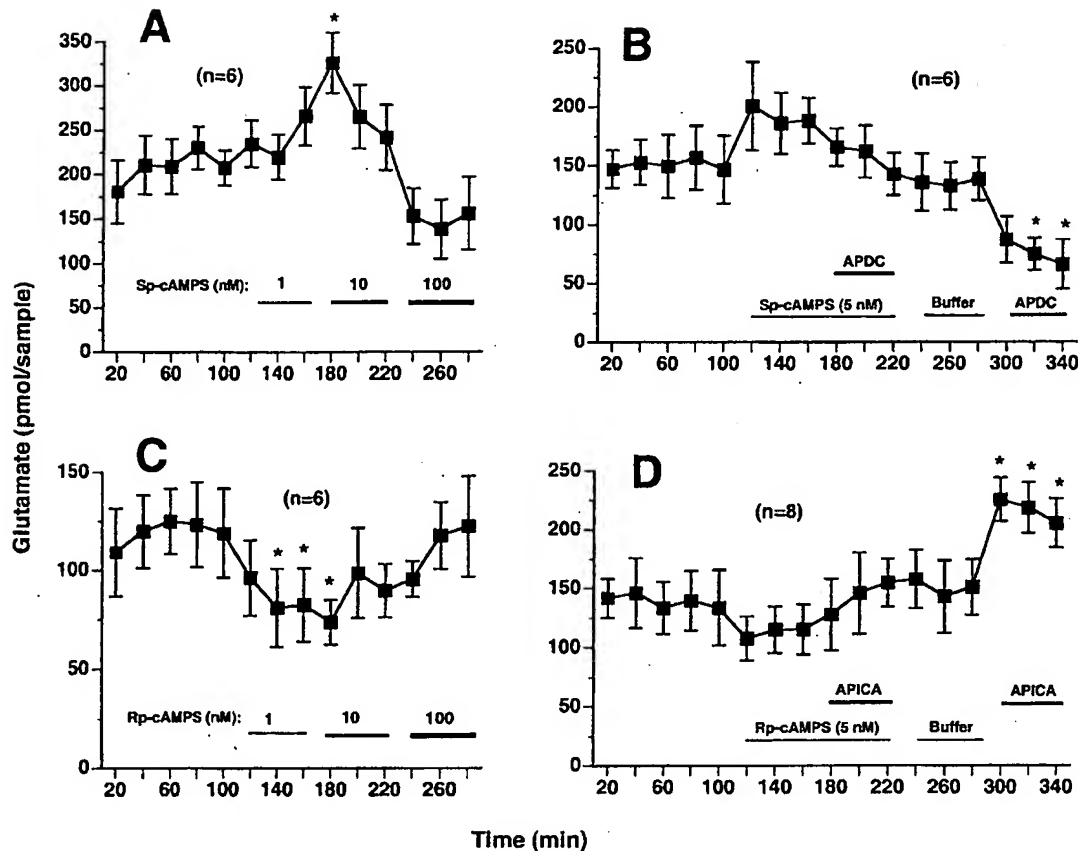 A
B
350
300
250
200
150
100
50
0
*
(n=6)
Sp-cAMPS (nM): 1 10 100
20 60 100 140 180 220 260
250
200
150
100
50
0
(n=6)
* *
APDC
Sp-cAMPS (5 nM) Buffer APDC
20 60 100 140 180 220 260 300 340
Glutamate (pmol/sample)
C
D
150
100
50
0
(n=6)
* * *
Rp-cAMPS (nM): 1 10 100
20 60 100 140 180 220 260
250
200
150
100
50
0
(n=8)
* * *
APICA APICA
Rp-cAMPS (5 nM) Buffer
20 60 100 140 180 220 260 300 340
Time (min)